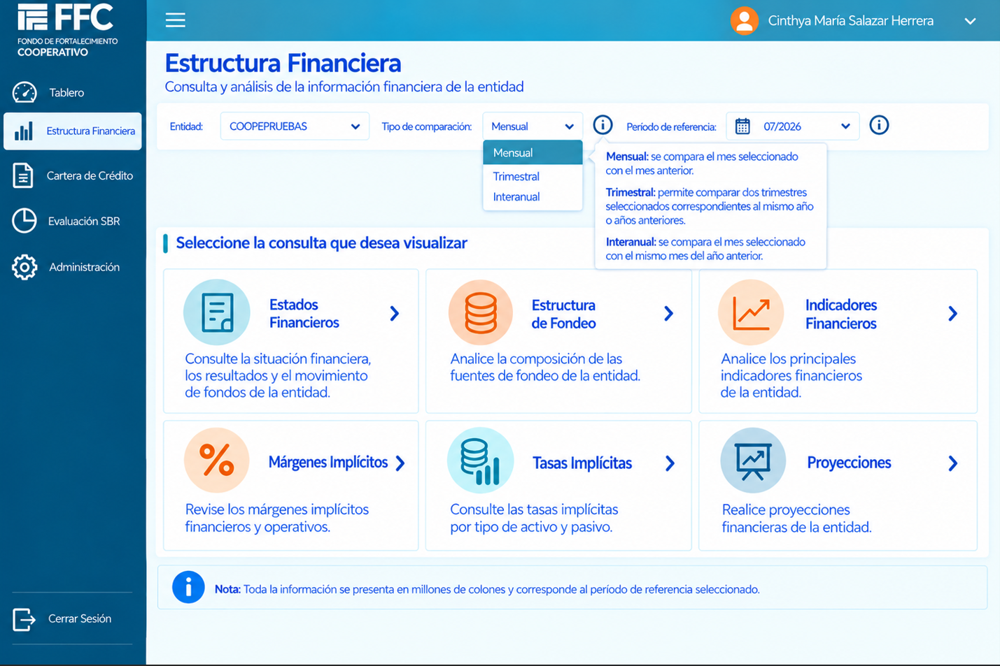 FFC
FONDO DE FORTALECIMIENTO
COOPERATIVO
Cinthya María Salazar Herrera
Tablero
Estructura Financiera
Cartera de Crédito
Evaluación SBR
Administración
Cerrar Sesión
Estructura Financiera
Consulta y análisis de la información financiera de la entidad
Entidad:
COOPEPRUEBAS
Tipo de comparación:
Mensual
Período de referencia:
07/2026
Mensual
Trimestral
Interanual
Mensual: se compara el mes seleccionado
con el mes anterior.
Trimestral: permite comparar dos trimestres
seleccionados correspondientes al mismo año
o años anteriores.
Interanual: se compara el mes seleccionado
con el mismo mes del año anterior.
Seleccione la consulta que desea visualizar
Estados
Financieros
Consulte la situación financiera,
los resultados y el movimiento
de fondos de la entidad.
Estructura
de Fondeo
Analice la composición de las
fuentes de fondeo de la entidad.
Indicadores
Financieros
Analice los principales
indicadores financieros
de la entidad.
%
Márgenes Implícitos
Revise los márgenes implícitos
financieros y operativos.
Tasas Implícitas
Consulte las tasas implícitas
por tipo de activo y pasivo.
Proyecciones
Realice proyecciones
financieras de la entidad.
Nota: Toda la información se presenta en millones de colones y corresponde al período de referencia seleccionado.